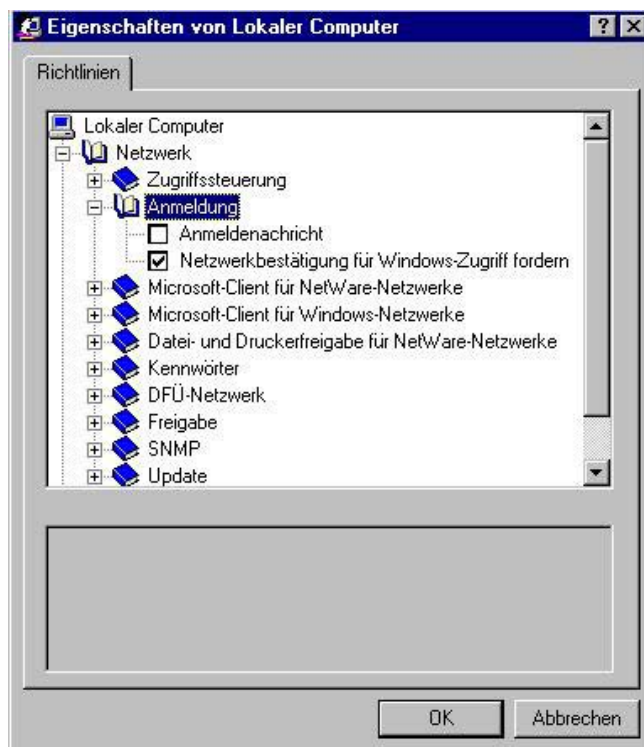 Eigenschaften von Lokaler Computer
Richtlinien
Lokaler Computer
Netzwerk
Zugriffssteuerung
Anmeldung
Anmeldenachricht
Netzwerkbestätigung für Windows-Zugriff fordern
Microsoft-Client für NetWare-Netzwerke
Microsoft-Client für Windows-Netzwerke
Datei- und Druckerfreigabe für NetWare-Netzwerke
Kennwörter
DFÜ-Netzwerk
Freigabe
SNMP
Update
OK Abbrechen